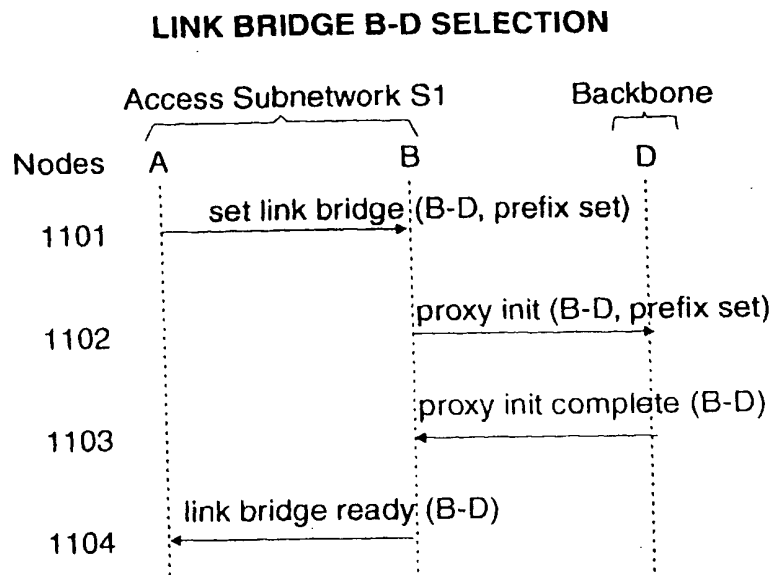 LINK BRIDGE B-D SELECTION
Access Subnetwork S1 Backbone
Nodes A B D
1101 set link bridge (B-D, prefix set)
1102 proxy init (B-D, prefix set)
1103 proxy init complete (B-D)
1104 link bridge ready (B-D)